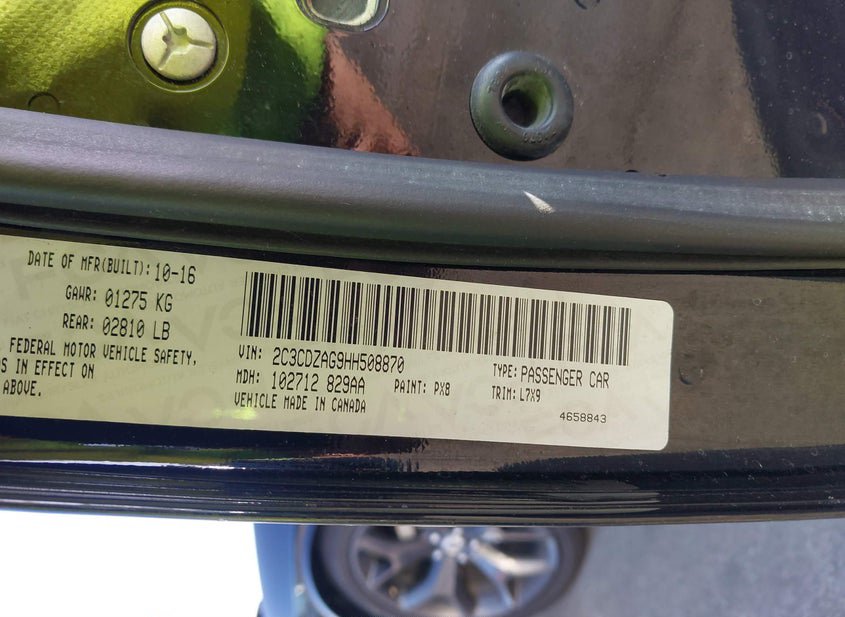 DATE OF MFR(BUILT): 10-16
GAWR: 01275 KG
REAR: 02810 LB
FEDERAL MOTOR VEHICLE SAFETY,
S IN EFFECT ON
ABOVE.
VIN: 2C3CDZAG9HH508870
TYPE: PASSENGER CAR
MDH: 102712 829AA
PAINT: PX8
TRIM: L7X9
VEHICLE MADE IN CANADA
4658843